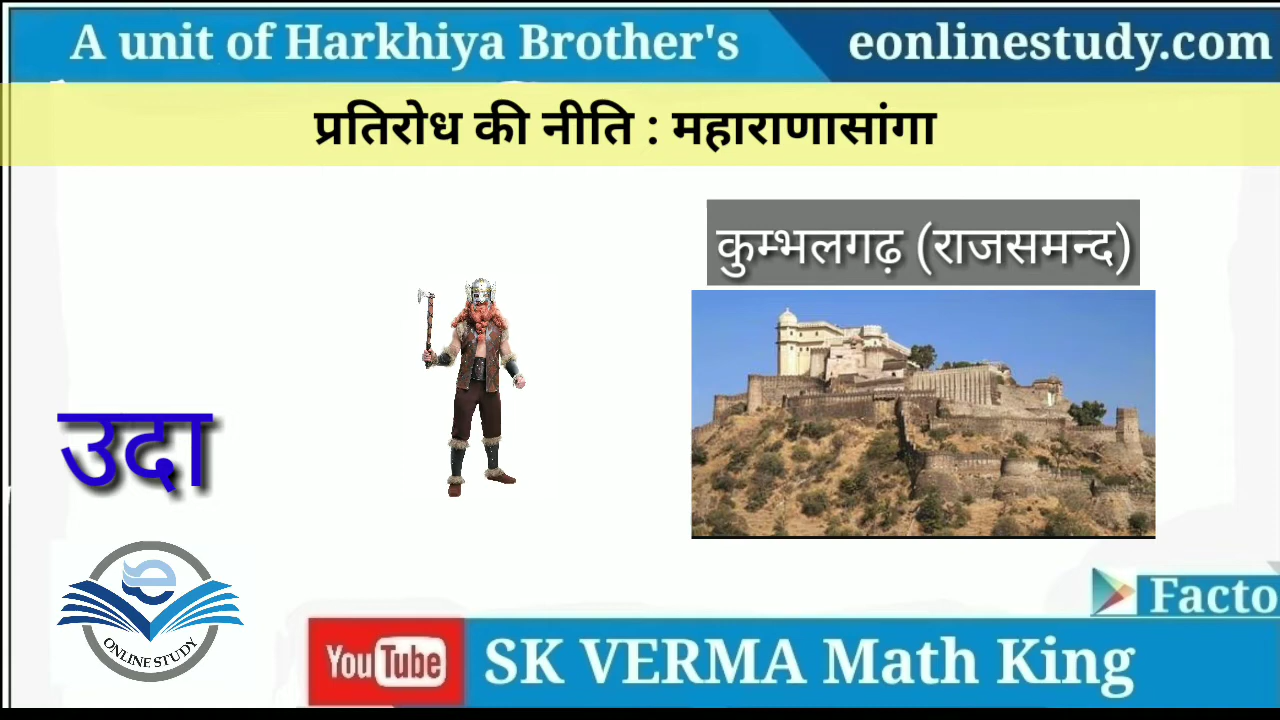 A unit of Harkhiya Brother's
eonlinestudy.com
प्रतिरोध की नीति : महाराणासांगा
कुम्भलगढ़ (राजसमन्द)
उदा
e
ONLINE STUDY
Facto
YouTube
SK VERMA Math King